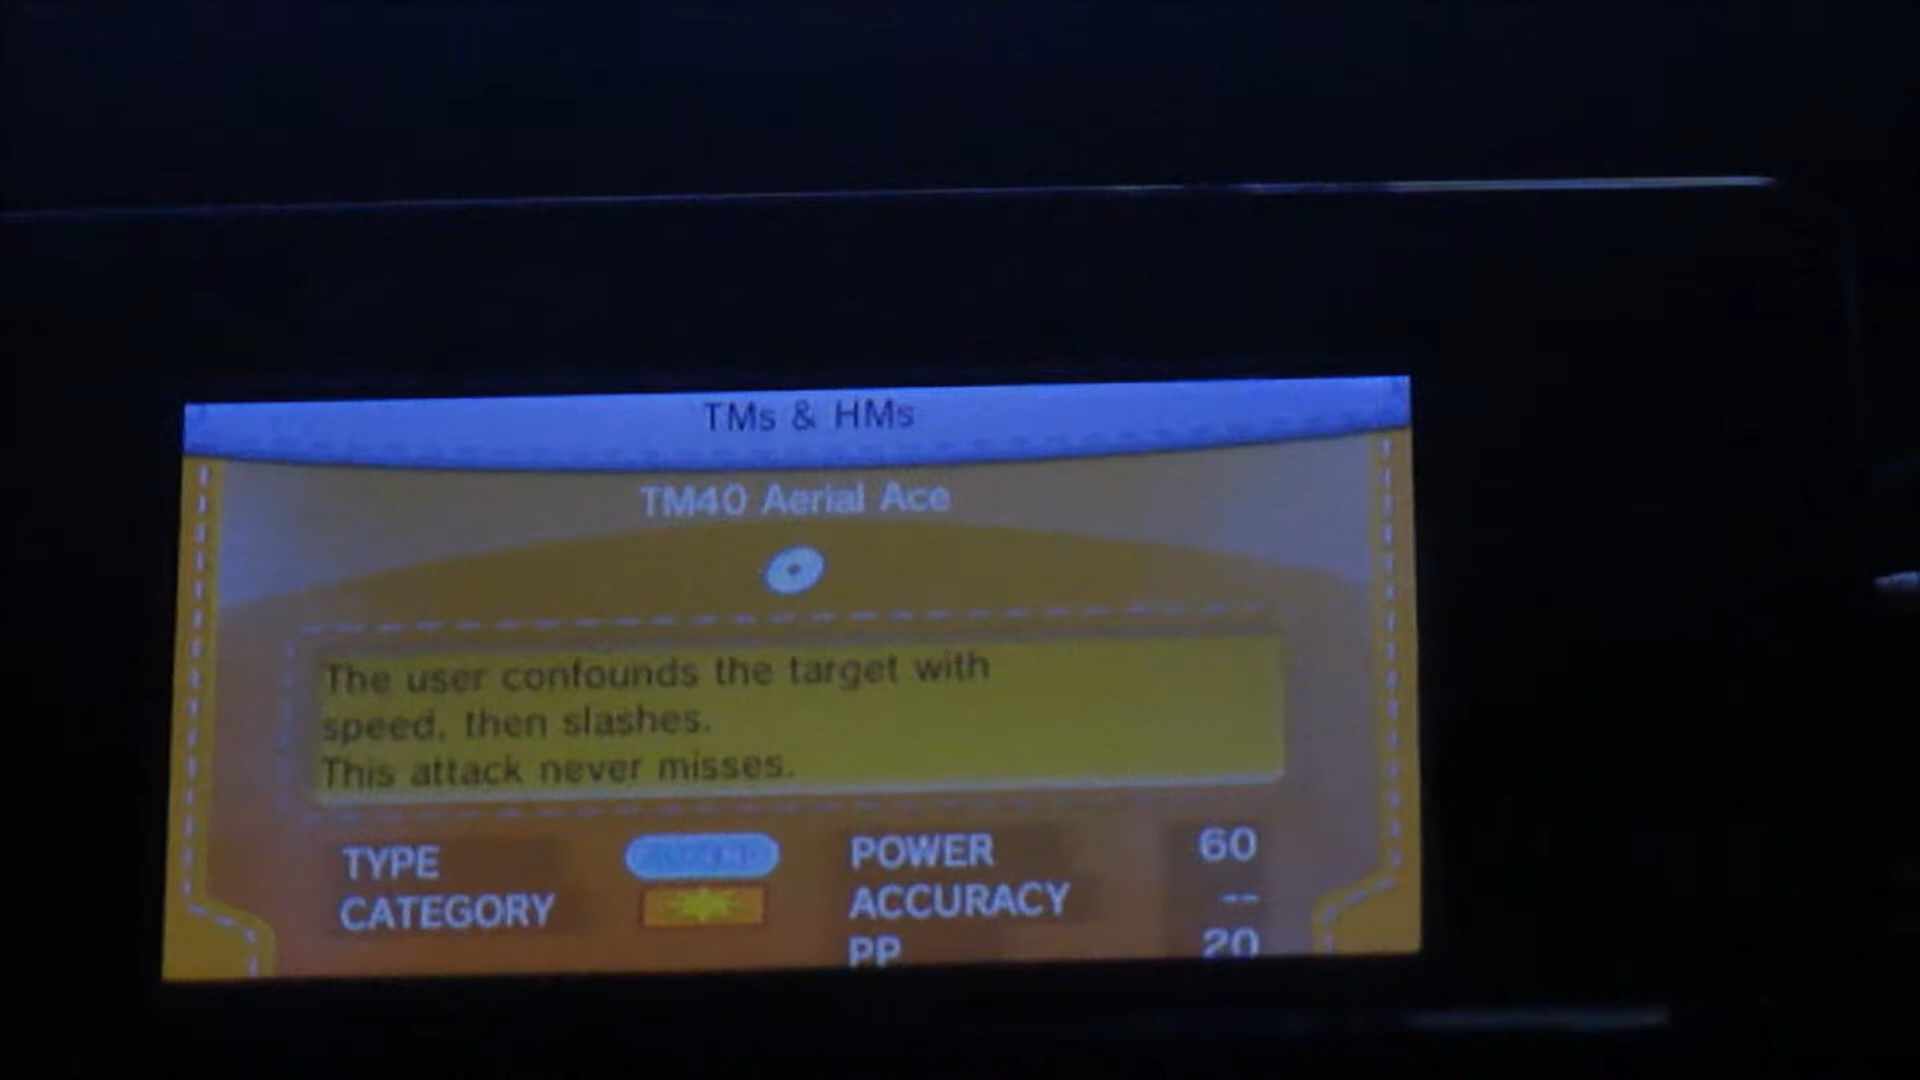 TMs & HMs
TM40 Aerial Ace
The user confounds the target with
speed, then slashes.
This attack never misses.
TYPE
CATEGORY
POWER 60
ACCURACY --
PP 20